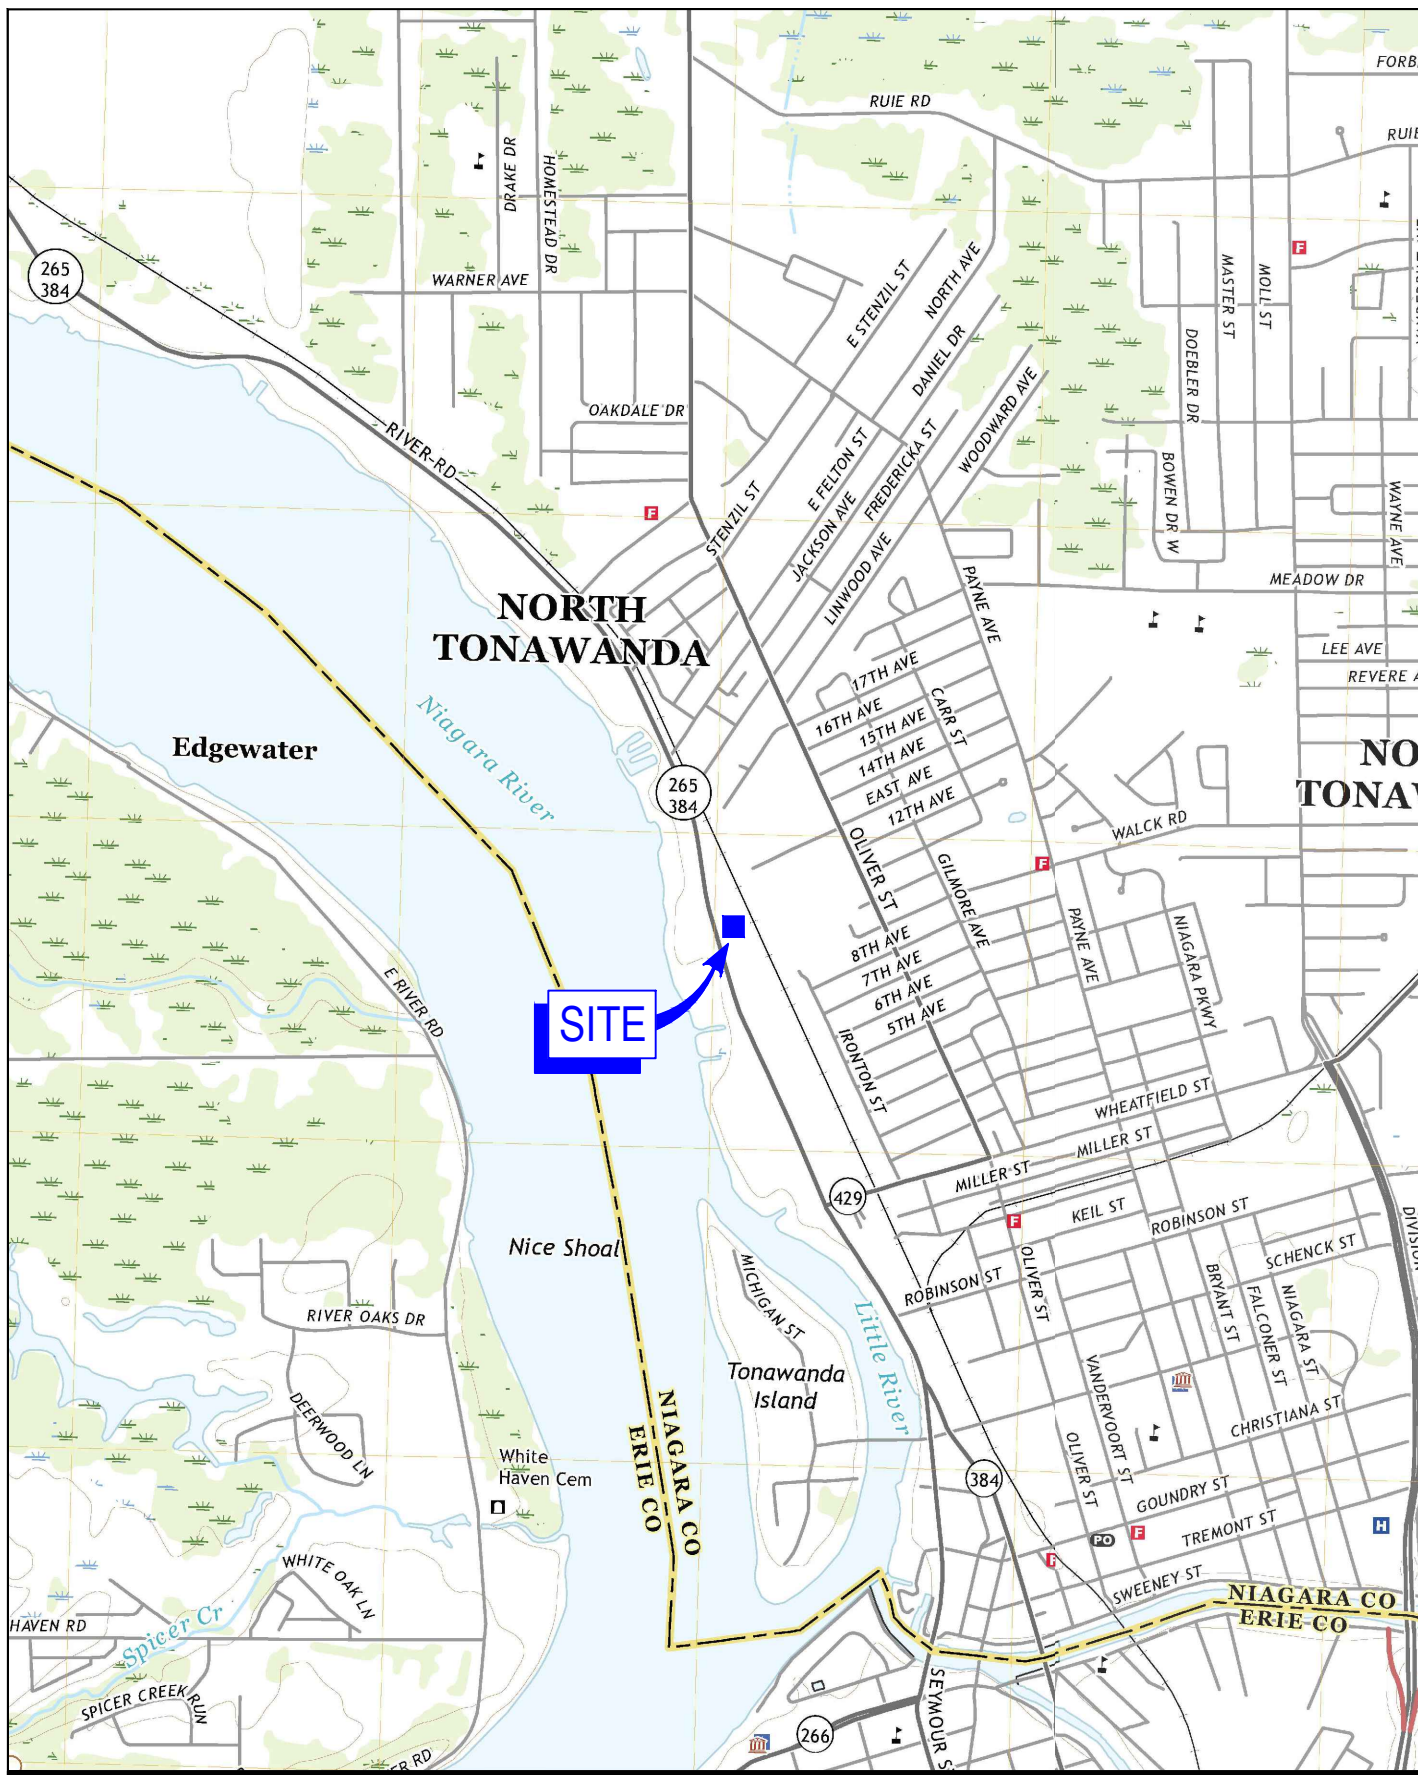 FORB
RUIE RD
RUIE
DRAKE DR
HOMESTEAD DR
265
384
WARNER AVE
E STENZIL ST
NORTH AVE
MASTER ST
MOLL ST
DANIEL DR
DOEBLER DR
OAKDALE DR
RIVER RD
WOODWARD AVE
E FELTON ST
FREDERICKA ST
BOWEN DR W
WAYNE AVE
F
STENZIL ST
JACKSON AVE
LINWOOD AVE
PAYNE AVE
MEADOW DR
NORTH
TONAWANDA
LEE AVE
REVERE A
17TH AVE
CARR ST
16TH AVE
15TH AVE
14TH AVE
EAST AVE
12TH AVE
Niagara River
Edgewater
NO
TONAW
265
384
WALCK RD
OLIVER ST
GILMORE AVE
F
PAYNE AVE
NIAGARA PKWY
8TH AVE
7TH AVE
6TH AVE
5TH AVE
E RIVER RD
SITE
IRONTON ST
WHEATFIELD ST
MILLER ST
MILLER ST
429
KEIL ST
ROBINSON ST
F
DIVISION
Nice Shoal
SCHENCK ST
MICHIGAN ST
ROBINSON ST
OLIVER ST
BRYANT ST
FALCONER ST
NIAGARA ST
RIVER OAKS DR
Little River
Tonawanda
Island
VANDERVOORT ST
DEERWOOD LN
NIAGARA CO
ERIE CO
CHRISTIANA ST
White
Haven Cem
OLIVER ST
384
GOUNDRY ST
PO
F
TREMONT ST
H
F
WHITE OAK LN
SWEENEY ST
NIAGARA CO
ERIE CO
HAVEN RD
Spicer Cr
SPICER CREEK RUN
SEYMOUR S
266
ER RD
F